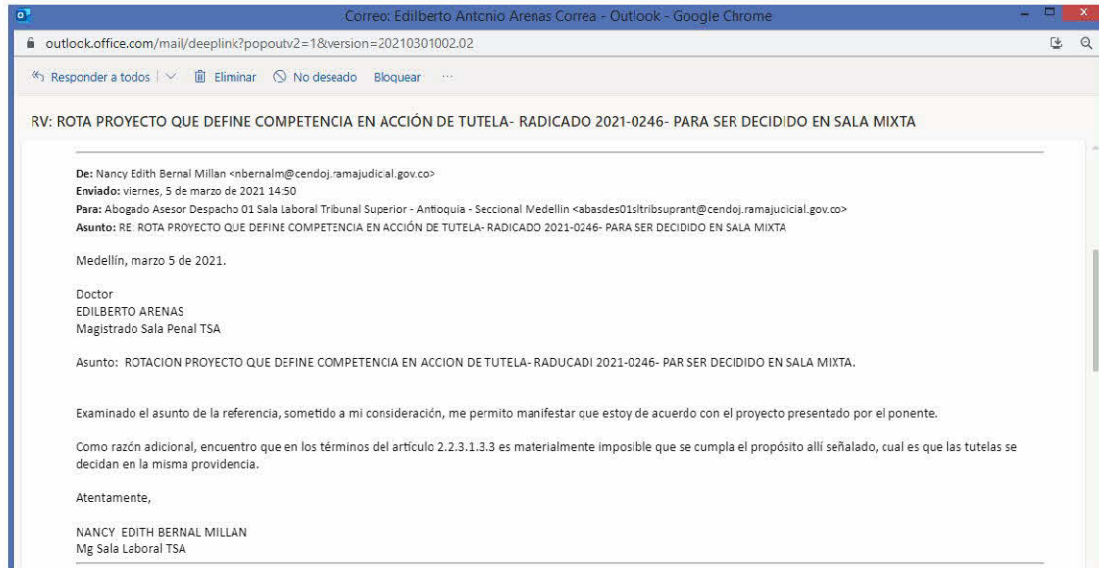 Correo: Edilberto Antcnio Arenas Correa - Outlook - Google Chrome
outlock.office.com/mail/deeplink?popoutv2=1&version=20210301002.02
Responder a todos Eliminar No deseado Bloquear ...
RV: ROTA PROYECTO QUE DEFINE COMPETENCIA EN ACCIÓN DE TUTELA- RADICADO 2021-0246- PARA SER DECIDIDO EN SALA MIXTA
De: Nancy Edith Bernal Millan <nbernalm@cendoj.ramajudicial.gov.co>
Enviado: viernes, 5 de marzo de 2021 14:50
Para: Abogado Asesor Despacho 01 Sala Laboral Tribunal Superior - Antioquia - Seccional Medellin <abasdes01sltribsuprant@cendoj.ramajucicial.gov.co>
Asunto: RE: ROTA PROYECTO QUE DEFINE COMPETENCIA EN ACCIÓN DE TUTELA- RADICADO 2021-0246- PARA SER DECIDIDO EN SALA MIXTA
Medellín, marzo 5 de 2021.
Doctor
EDILBERTO ARENAS
Magistrado Sala Penal TSA
Asunto: ROTACION PROYECTO QUE DEFINE COMPETENCIA EN ACCION DE TUTELA- RADUCADI 2021-0246- PAR SER DECIDIDO EN SALA MIXTA.
Examinado el asunto de la referencia, sometido a mi consideración, me permito manifestar que estoy de acuerdo con el proyecto presentado por el ponente.
Como razón adicional, encuentro que en los términos del artículo 2.2.3.1.3.3 es materialmente imposible que se cumpla el propósito allí señalado, cual es que las tutelas se
decidan en la misma providencia.
Atentamente,
NANCY EDITH BERNAL MILLAN
Mg Sala Laboral TSA